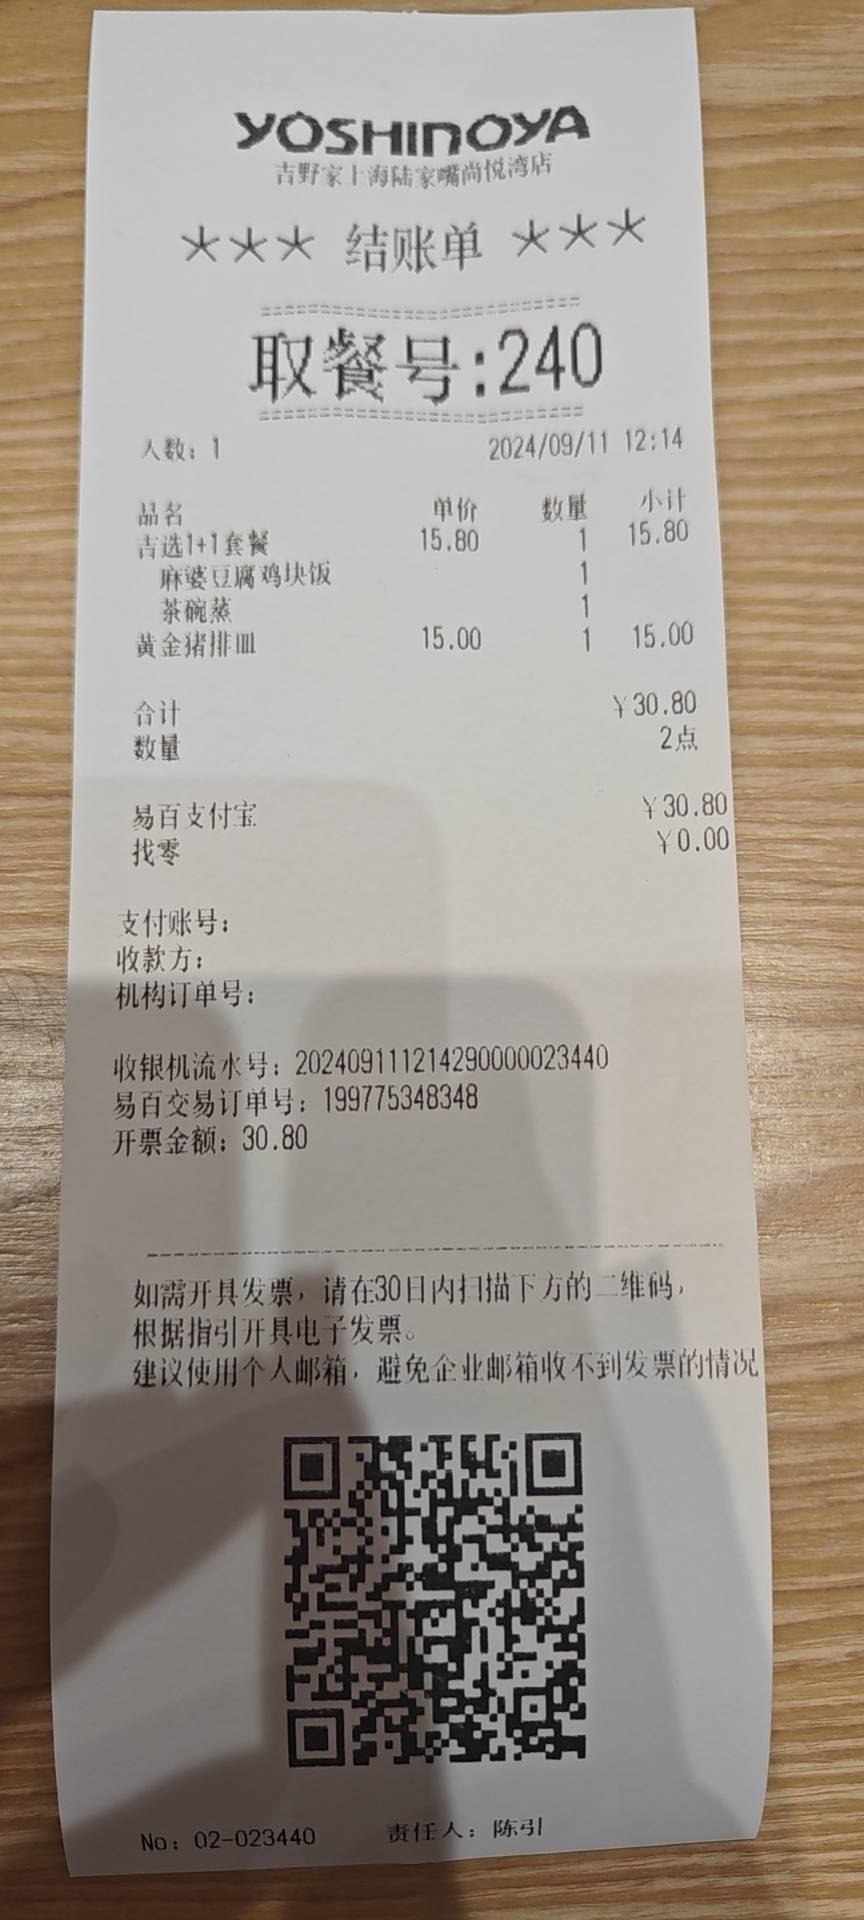 YOSHINOYA
吉野家上海陆家嘴尚悦湾店
*** 结账单 ***
取餐号:240
人数: 1 2024/09/11 12:14
品名 单价 数量 小计
吉选1+1套餐 15.80 1 15.80
麻婆豆腐鸡块饭 1
茶碗蒸 1
黄金猪排皿 15.00 1 15.00
合计 ¥30.80
数量 2点
易百支付宝 ¥30.80
找零 ¥0.00
支付账号:
收款方:
机构订单号:
收银机流水号: 2024091112142900000023440
易百交易订单号: 199775348348
开票金额: 30.80
如需开具发票, 请在30日内扫描下方的二维码,
根据指引开具电子发票。
建议使用个人邮箱, 避免企业邮箱收不到发票的情况
No: 02-023440 责任人: 陈引